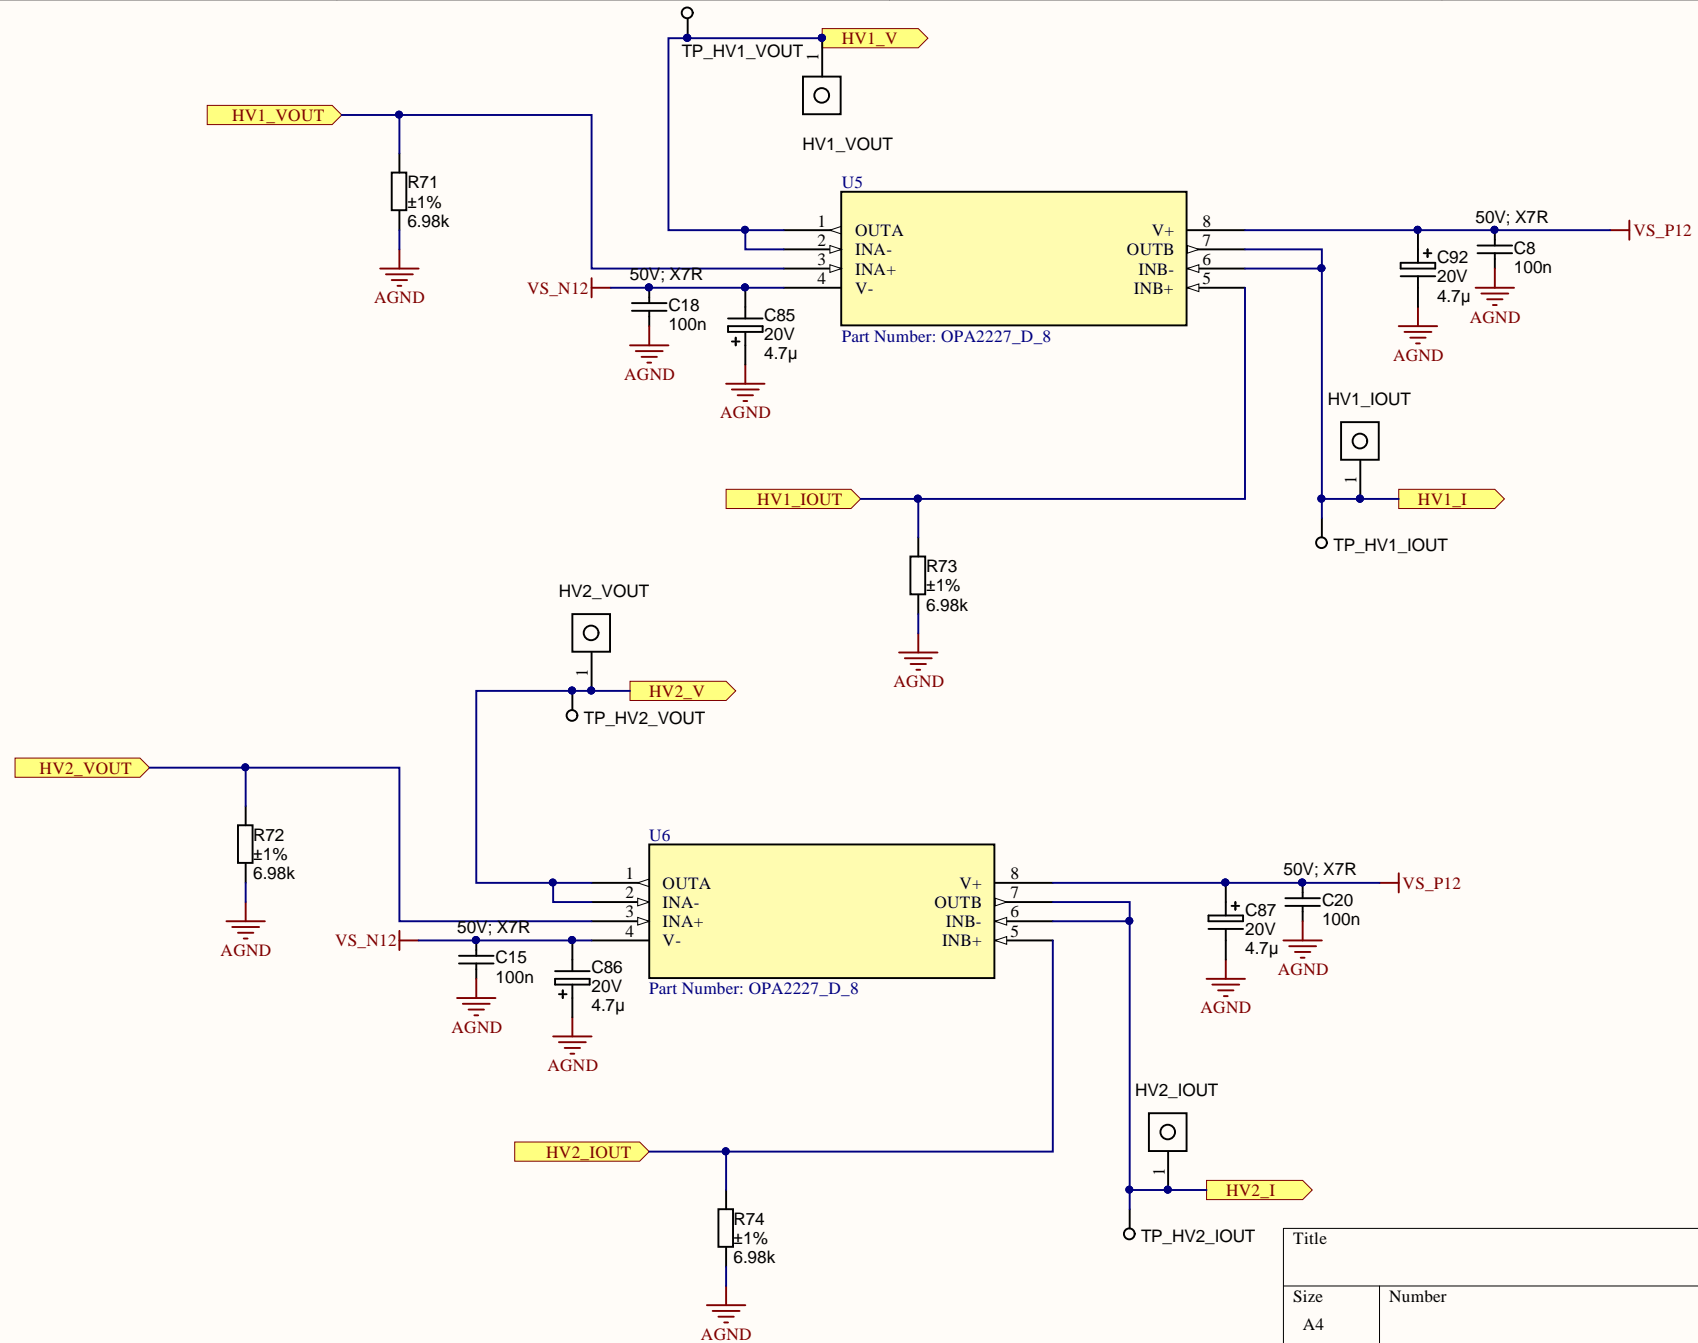 TP_HV1_VOUT
1
HV1_V
HV1_VOUT
HV1_VOUT
R71
±1%
6.98k
AGND
U5
1 OUTA
2 INA-
3 INA+
4 V-
V+ 8
OUTB 7
INB- 6
INB+ 5
Part Number: OPA2227_D_8
VS_N12
50V; X7R
C18
100n
AGND
C85
20V
4.7µ
AGND
50V; X7R
VS_P12
C92
20V
4.7µ
AGND
C8
100n
AGND
HV1_IOUT
1
HV1_I
TP_HV1_IOUT
HV1_IOUT
R73
±1%
6.98k
AGND
HV2_VOUT
1
HV2_V
TP_HV2_VOUT
HV2_VOUT
R72
±1%
6.98k
AGND
U6
1 OUTA
2 INA-
3 INA+
4 V-
V+ 8
OUTB 7
INB- 6
INB+ 5
Part Number: OPA2227_D_8
VS_N12
50V; X7R
C15
100n
AGND
C86
20V
4.7µ
AGND
50V; X7R
VS_P12
C87
20V
4.7µ
AGND
C20
100n
AGND
HV2_IOUT
1
HV2_I
TP_HV2_IOUT
HV2_IOUT
R74
±1%
6.98k
AGND
Title
Size
Number
A4